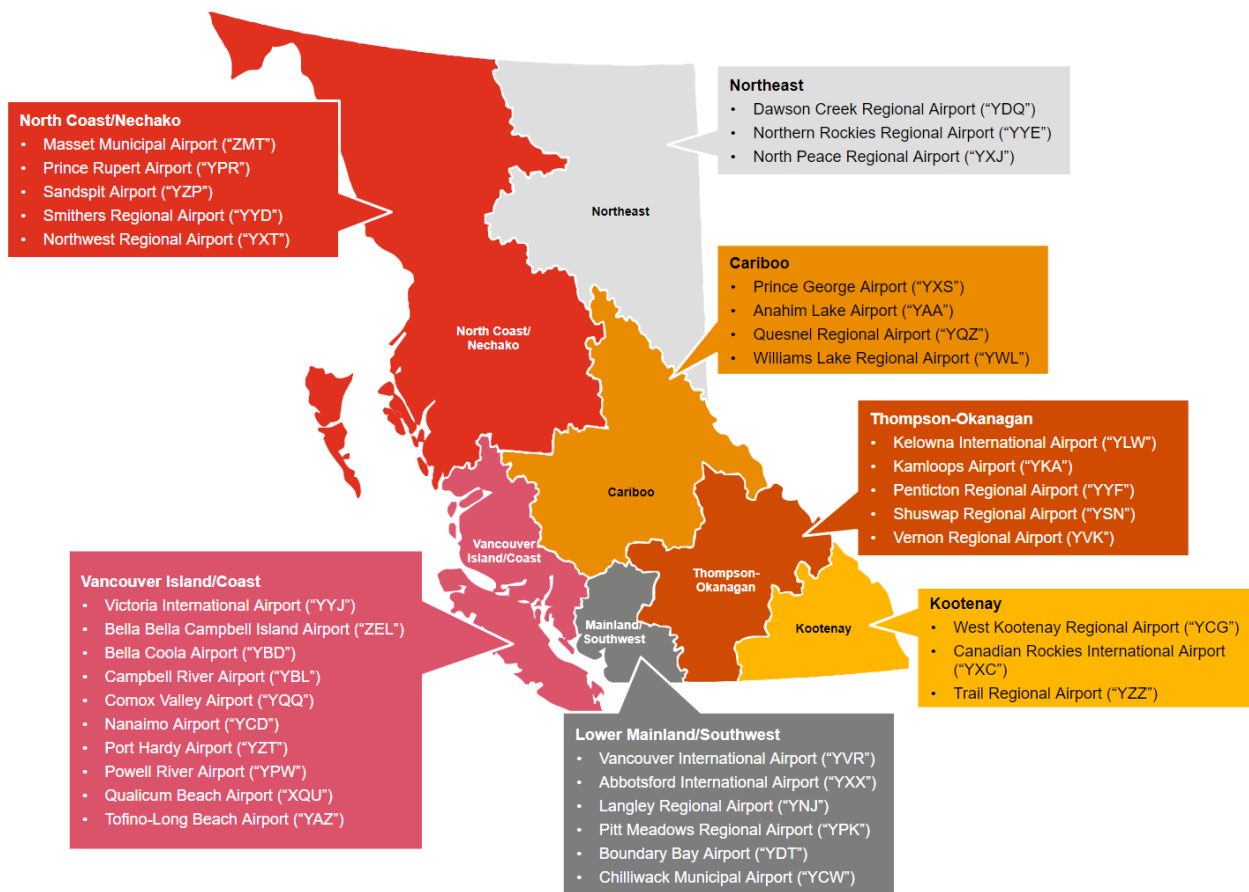 North Coast/Nechako
• Masset Municipal Airport (“ZMT”)
• Prince Rupert Airport (“YPR”)
• Sandspit Airport (“YZP”)
• Smithers Regional Airport (“YYD”)
• Northwest Regional Airport (“YXT”)
Northeast
• Dawson Creek Regional Airport (“YDQ”)
• Northern Rockies Regional Airport (“YYE”)
• North Peace Regional Airport (“YXJ”)
Northeast
Cariboo
• Prince George Airport (“YXS”)
• Anahim Lake Airport (“YAA”)
• Quesnel Regional Airport (“YQZ”)
• Williams Lake Regional Airport (“YWL”)
North Coast/
Nechako
Thompson-Okanagan
• Kelowna International Airport (“YLW”)
• Kamloops Airport (“YKA”)
• Penticton Regional Airport (“YYF”)
• Shuswap Regional Airport (“YSN”)
• Vernon Regional Airport (“YVK”)
Cariboo
Vancouver
Island/Coast
Thompson-
Okanagan
Mainland/
Southwest
Kootenay
Vancouver Island/Coast
• Victoria International Airport (“YYJ”)
• Bella Bella Campbell Island Airport (“ZEL”)
• Bella Coola Airport (“YBD”)
• Campbell River Airport (“YBL”)
• Comox Valley Airport (“YQQ”)
• Nanaimo Airport (“YCD”)
• Port Hardy Airport (“YZT”)
• Powell River Airport (“YPW”)
• Qualicum Beach Airport (“XQU”)
• Tofino-Long Beach Airport (“YAZ”)
Kootenay
• West Kootenay Regional Airport (“YCG”)
• Canadian Rockies International Airport
(“YXC”)
• Trail Regional Airport (“YZZ”)
Lower Mainland/Southwest
• Vancouver International Airport (“YVR”)
• Abbotsford International Airport (“YXX”)
• Langley Regional Airport (“YNJ”)
• Pitt Meadows Regional Airport (“YPK”)
• Boundary Bay Airport (“YDT”)
• Chilliwack Municipal Airport (“YCW”)